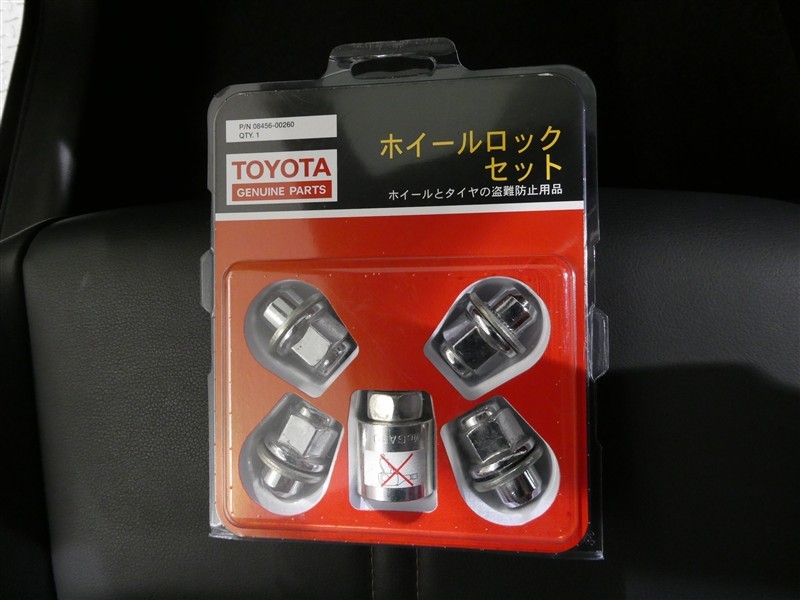 P/N 08456-00260
QTY. 1
TOYOTA
GENUINE PARTS
ホイールロック
セット
ホイールとタイヤの盗難防止用品